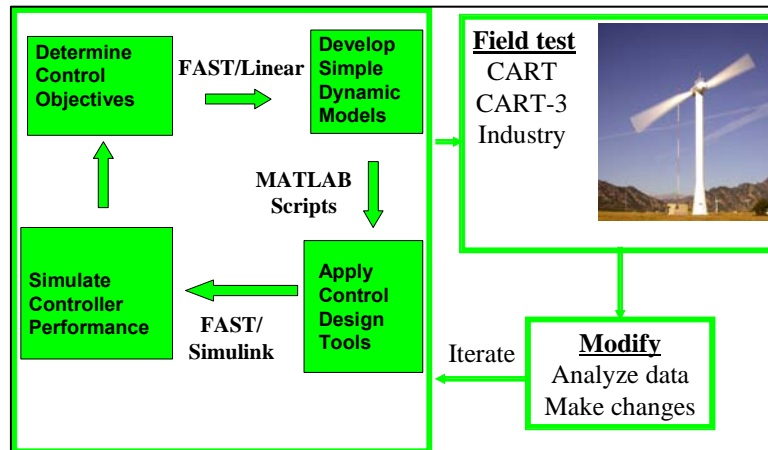 Determine
Control
Objectives
FAST/Linear
Develop
Simple
Dynamic
Models
MATLAB
Scripts
Apply
Control
Design
Tools
FAST/
Simulink
Simulate
Controller
Performance
Field test
CART
CART-3
Industry
Modify
Analyze data
Make changes
Iterate